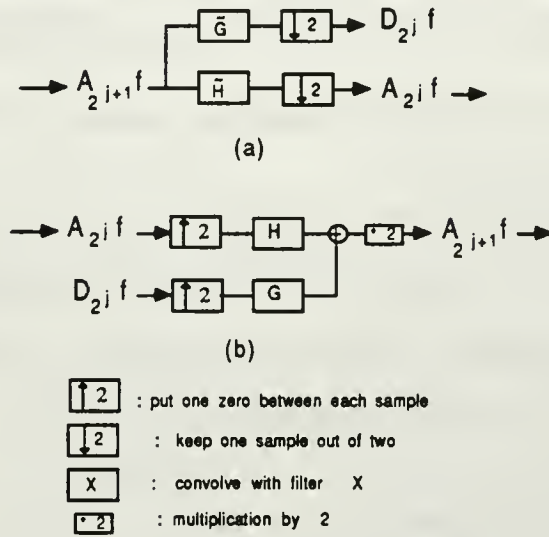 G̃ ↓ 2 D₂ʲ f
→ A₂ʲ⁺¹ f H̃ ↓ 2 A₂ʲ f →
(a)
→ A₂ʲ f → ↑ 2 H + · 2 → A₂ʲ⁺¹ f →
D₂ʲ f → ↑ 2 G
(b)
↑ 2 : put one zero between each sample
↓ 2 : keep one sample out of two
X : convolve with filter X
· 2 : multiplication by 2